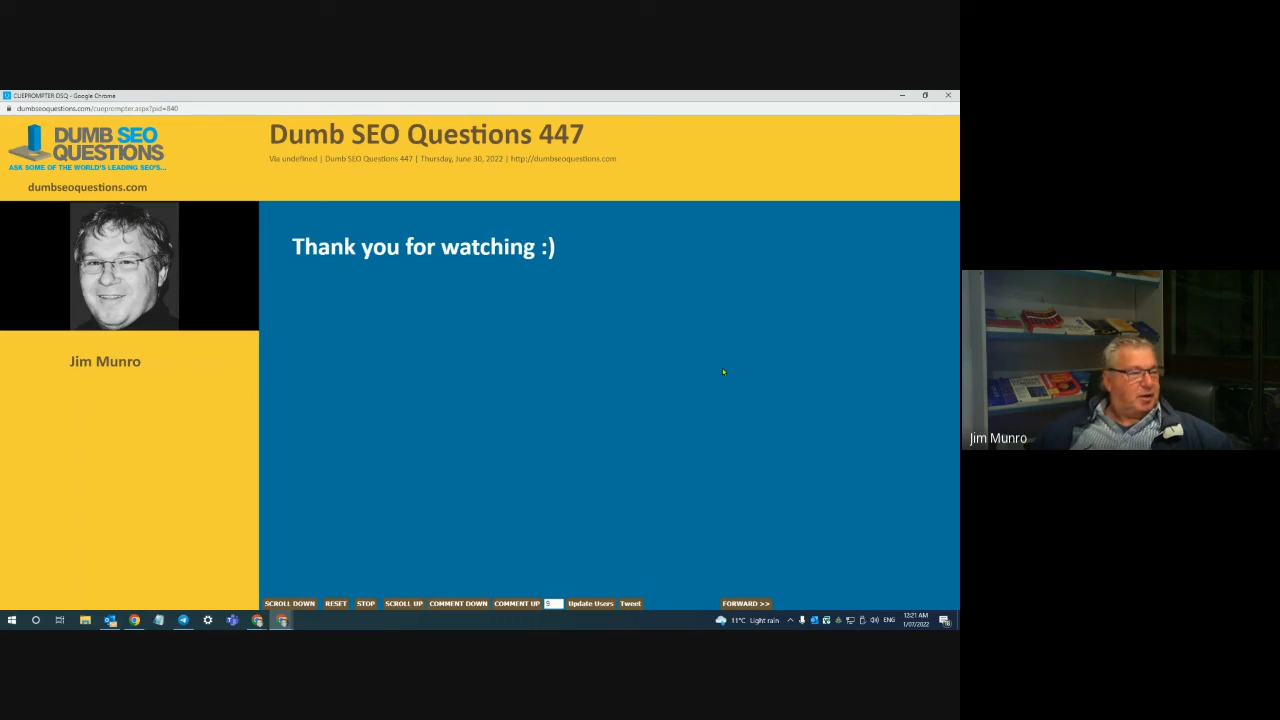 CUEPROMPTER DSQ - Google Chrome
dumbseoquestions.com/cueprompter.aspx?pid=840
DUMB SEO
QUESTIONS
ASK SOME OF THE WORLD'S LEADING SEO'S...
dumbseoquestions.com
Dumb SEO Questions 447
Via undefined | Dumb SEO Questions 447 | Thursday, June 30, 2022 | http://dumbseoquestions.com
Thank you for watching :)
Jim Munro
Jim Munro
SCROLL DOWN RESET STOP SCROLL UP COMMENT DOWN COMMENT UP 9 Update Users Tweet FORWARD >>
11°C Light rain ENG 12:21 AM
1/07/2022